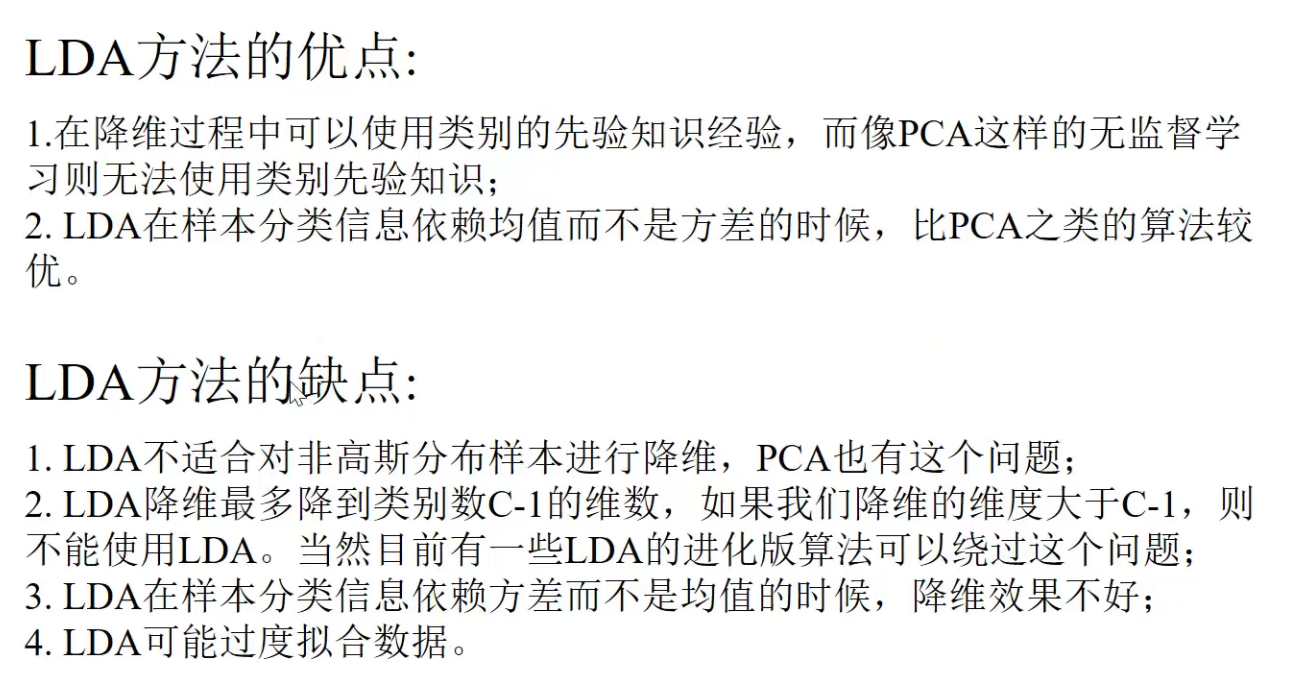 LDA方法的优点:
1.在降维过程中可以使用类别的先验知识经验，而像PCA这样的无监督学
习则无法使用类别先验知识；
2. LDA在样本分类信息依赖均值而不是方差的时候，比PCA之类的算法较
优。
LDA方法的缺点:
1. LDA不适合对非高斯分布样本进行降维，PCA也有这个问题；
2. LDA降维最多降到类别数C-1的维数，如果我们降维的维度大于C-1，则
不能使用LDA。当然目前有一些LDA的进化版算法可以绕过这个问题；
3. LDA在样本分类信息依赖方差而不是均值的时候，降维效果不好；
4. LDA可能过度拟合数据。